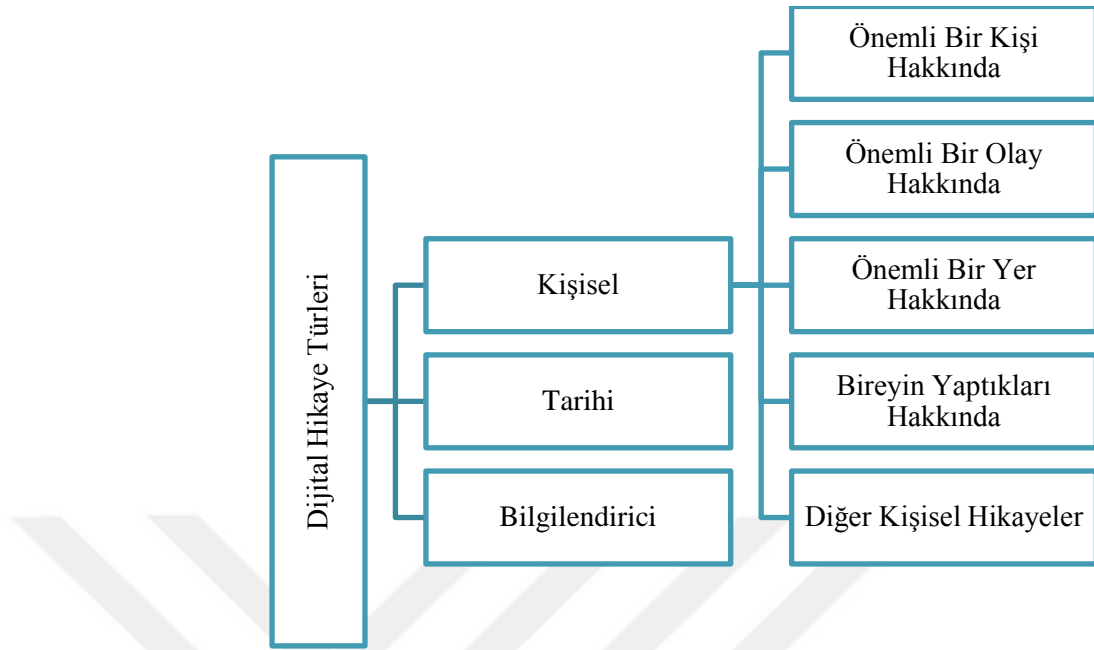 Dijital Hikaye Türleri
Kişisel
Tarihi
Bilgilendirici
Önemli Bir Kişi
Hakkında
Önemli Bir Olay
Hakkında
Önemli Bir Yer
Hakkında
Bireyin Yaptıkları
Hakkında
Diğer Kişisel Hikayeler